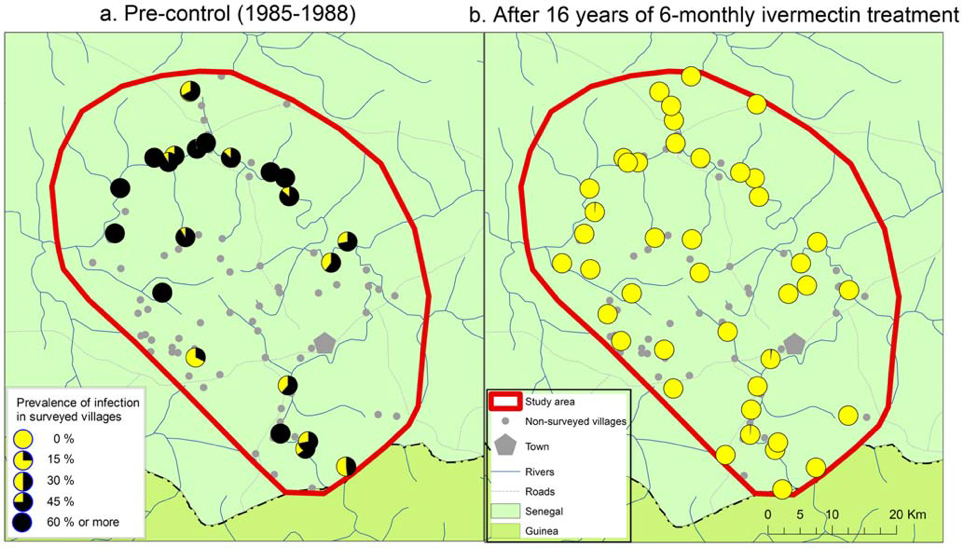 a. Pre-control (1985-1988)
b. After 16 years of 6-monthly ivermectin treatment
Prevalence of infection
in surveyed villages
0 %
15 %
30 %
45 %
60 % or more
Study area
Non-surveyed villages
Town
Rivers
Roads
Senegal
Guinea
0 5 10 20 Km